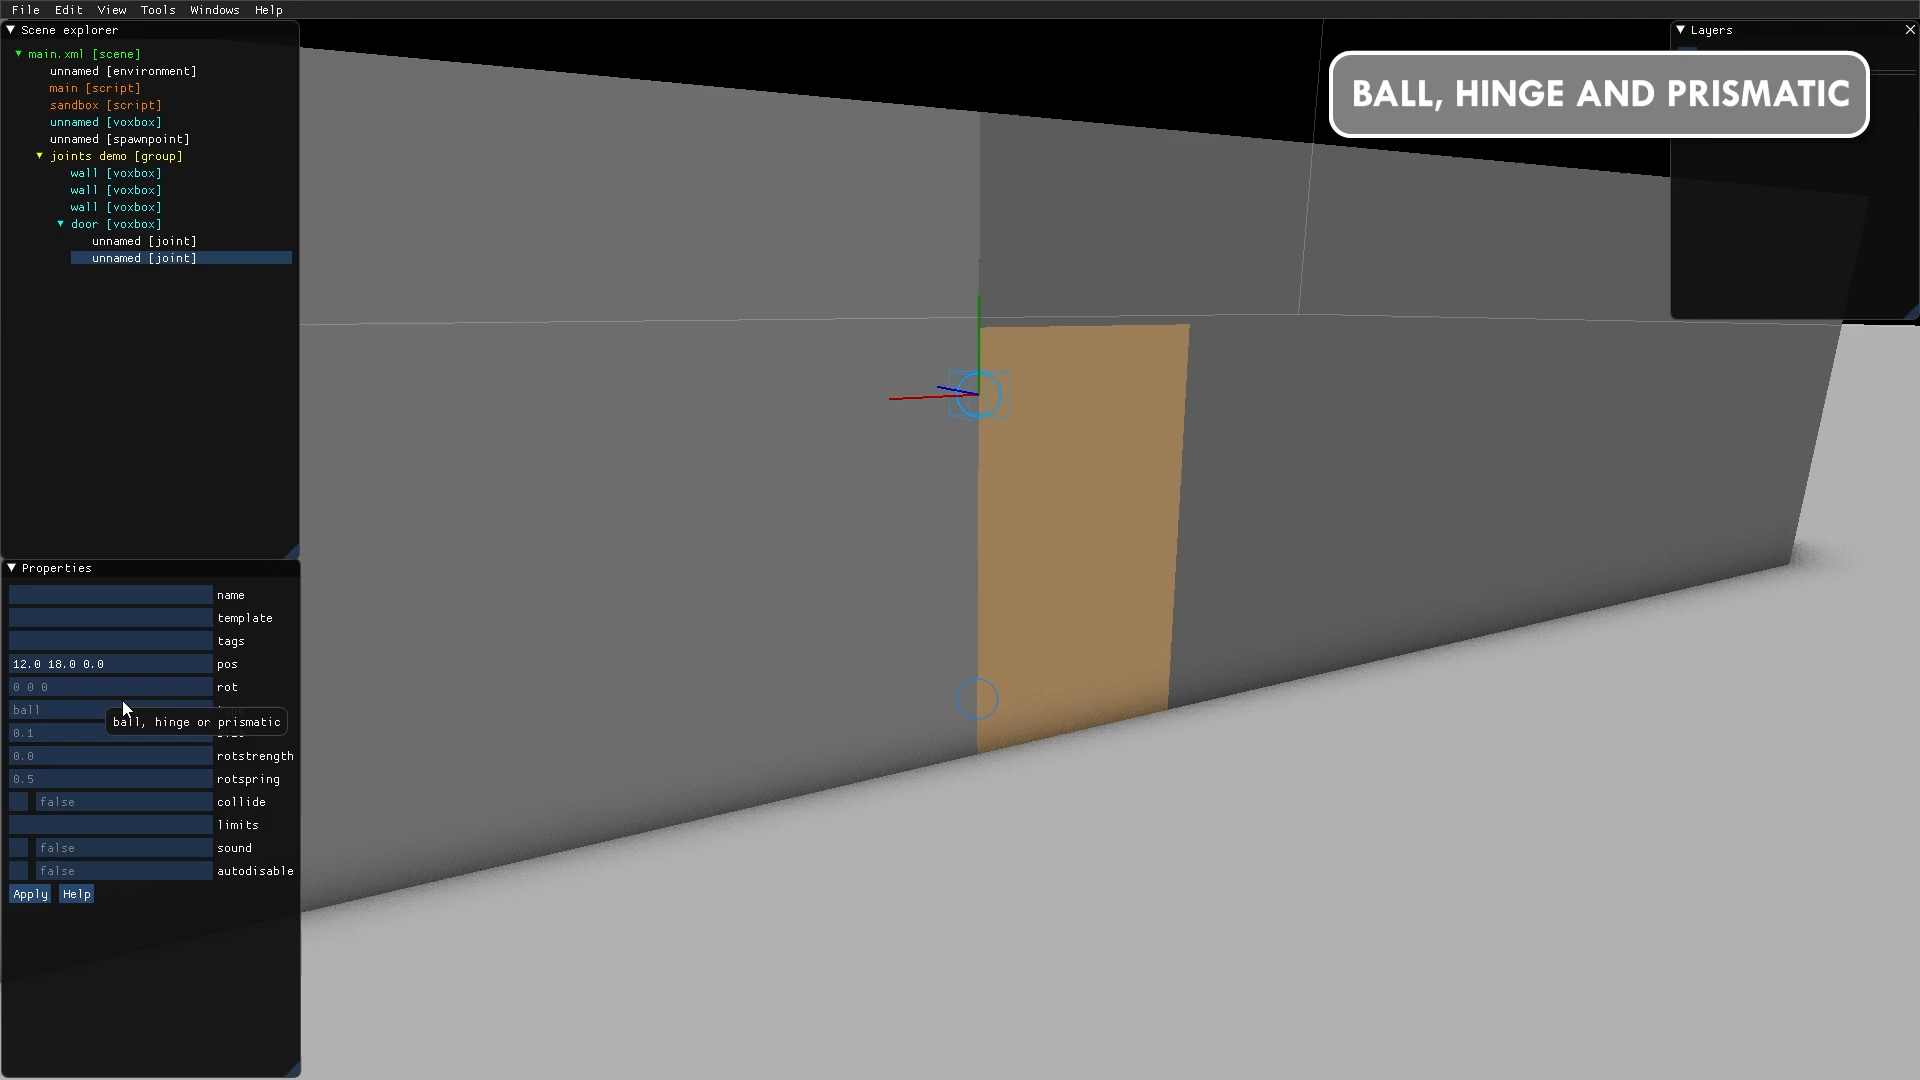 File Edit View Tools Windows Help
Scene explorer
main.xml [scene]
unnamed [environment]
main [script]
sandbox [script]
unnamed [voxbox]
unnamed [spawnpoint]
joints demo [group]
wall [voxbox]
wall [voxbox]
wall [voxbox]
door [voxbox]
unnamed [joint]
unnamed [joint]
Layers
BALL, HINGE AND PRISMATIC
Properties
name
template
tags
12.0 18.0 0.0 pos
0 0 0 rot
ball
ball, hinge or prismatic
0.1
0.0 rotstrength
0.5 rotspring
false collide
limits
false sound
false autodisable
Apply Help